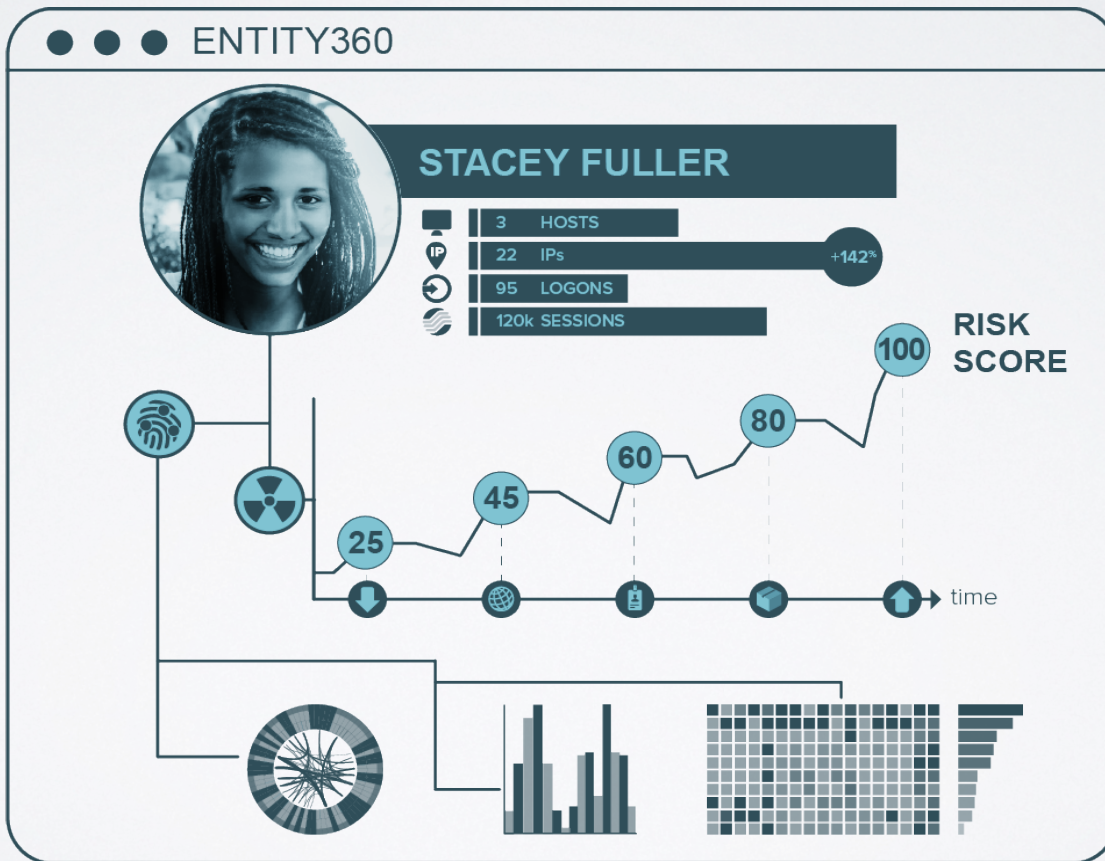 ENTITY360
STACEY FULLER
3 HOSTS
22 IPs
+142%
95 LOGONS
120k SESSIONS
IP
RISK
SCORE
100
80
60
45
25
time